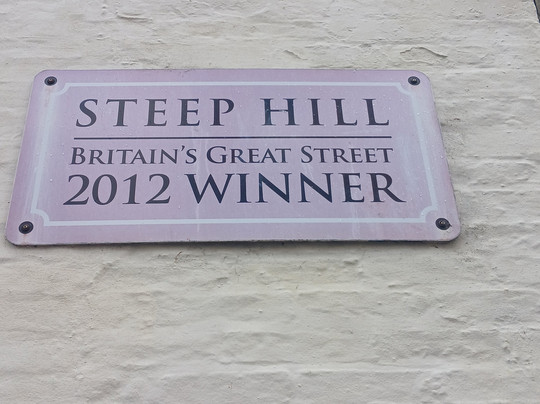 STEEP HILL
BRITAIN'S GREAT STREET
2012 WINNER